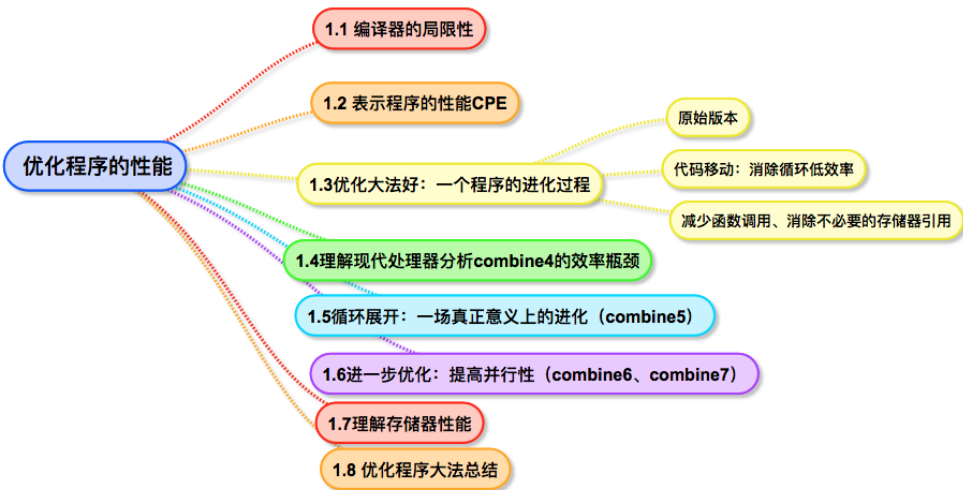 优化程序的性能
1.1 编译器的局限性
1.2 表示程序的性能CPE
1.3优化大法好：一个程序的进化过程
原始版本
代码移动：消除循环低效率
减少函数调用、消除不必要的存储器引用
1.4理解现代处理器分析combine4的效率瓶颈
1.5循环展开：一场真正意义上的进化（combine5）
1.6进一步优化：提高并行性（combine6、combine7）
1.7理解存储器性能
1.8 优化程序大法总结